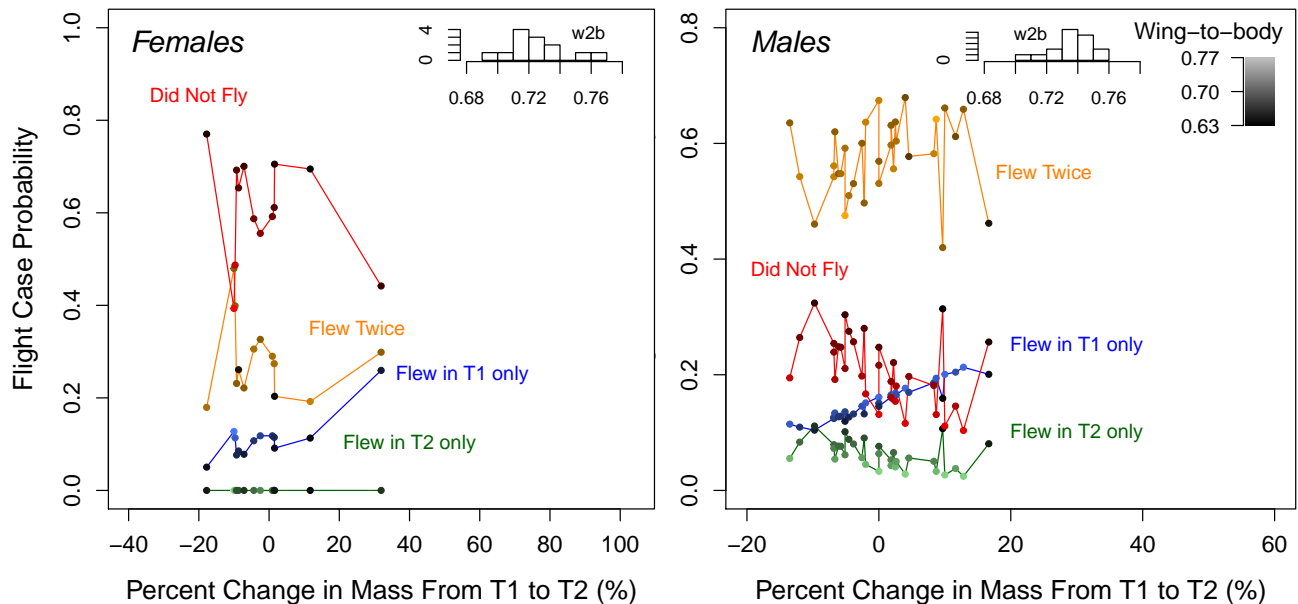 Females
w2b
4
0
0.68 0.72 0.76
Did Not Fly
Flew Twice
Flew in T1 only
Flew in T2 only
Flight Case Probability
0.0 0.2 0.4 0.6 0.8 1.0
−40 −20 0 20 40 60 80 100
Percent Change in Mass From T1 to T2 (%)
Males
w2b
0
0.68 0.72 0.76
Wing−to−body
0.77
0.70
0.63
Flew Twice
Did Not Fly
Flew in T1 only
Flew in T2 only
0.0 0.2 0.4 0.6 0.8
−20 0 20 40 60
Percent Change in Mass From T1 to T2 (%)